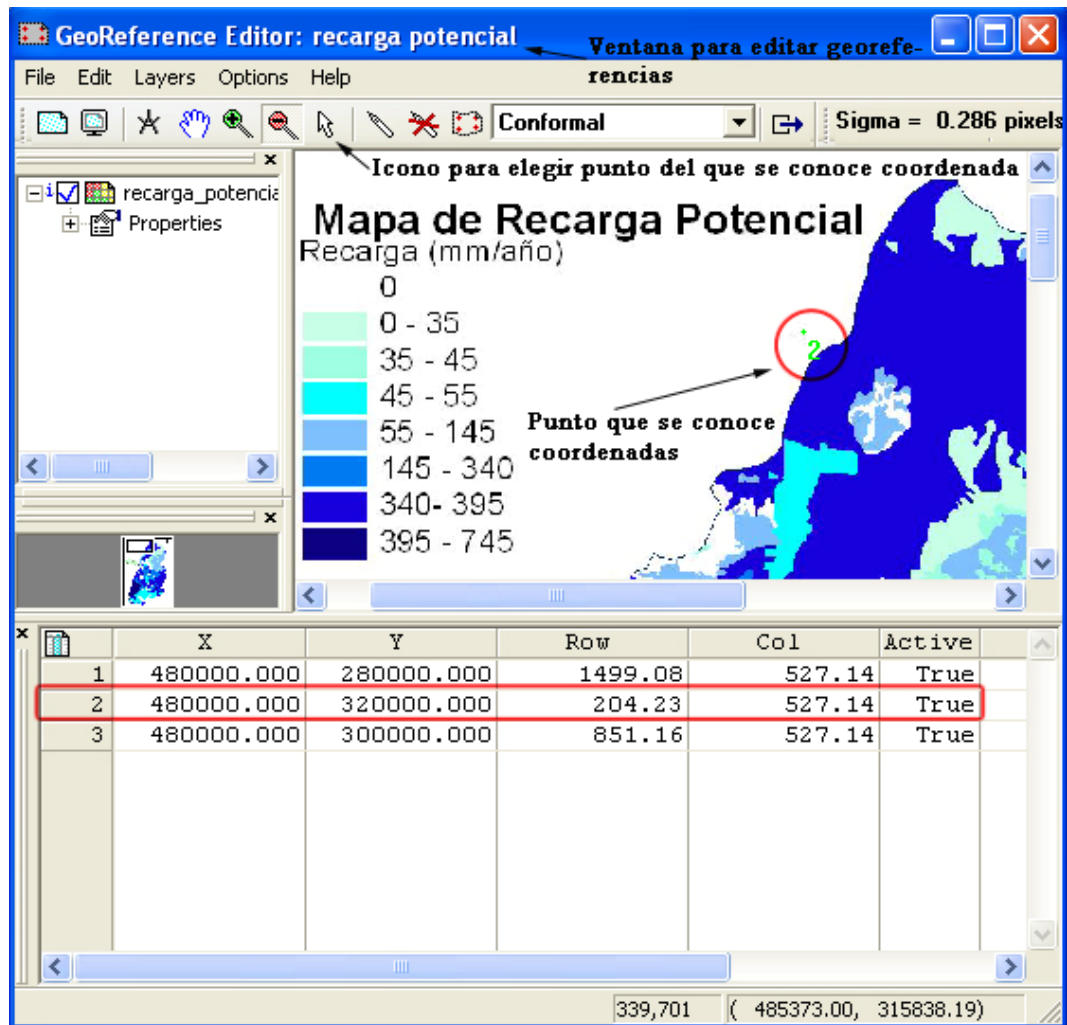 GeoReference Editor: recarga potencial
Ventana para editar georefe-
rencias
File Edit Layers Options Help
Conformal
Sigma = 0.286 pixels
Icono para elegir punto del que se conoce coordenada
recarga_potencia
Properties
Mapa de Recarga Potencial
Recarga (mm/año)
0
0 - 35
35 - 45
45 - 55
55 - 145
145 - 340
340- 395
395 - 745
2
Punto que se conoce
coordenadas
X Y Row Col Active
1 480000.000 280000.000 1499.08 527.14 True
2 480000.000 320000.000 204.23 527.14 True
3 480000.000 300000.000 851.16 527.14 True
339,701 ( 485373.00, 315838.19)